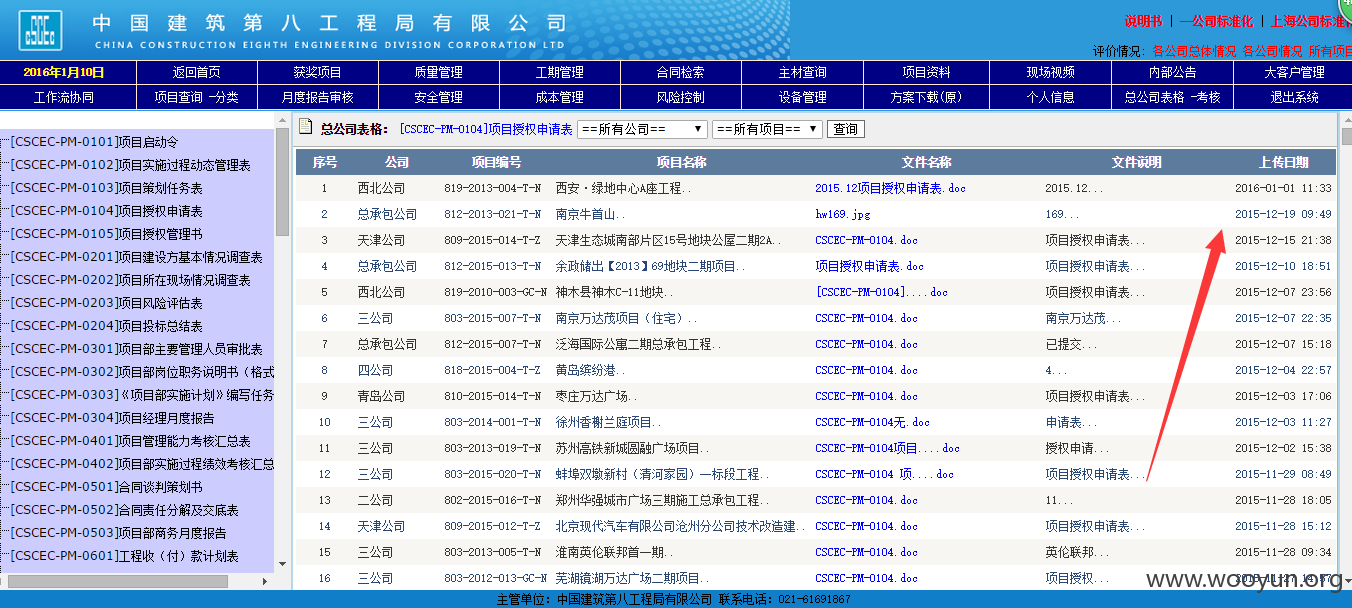 中国建筑第八工程局有限公司
CHINA CONSTRUCTION EIGHTH ENGINEERING DIVISION CORPORATION LTD
说明书 | 一公司标准化 | 上海公司标准化
评价情况: 各公司总体情况 各公司情况 所有项目
2016年1月10日 返回首页 获奖项目 质量管理 工期管理 合同检索 主材查询 项目资料 现场视频 内部公告 大客户管理
工作流协同 项目查询 -分类 月度报告审核 安全管理 成本管理 风险控制 设备管理 方案下载(原) 个人信息 总公司表格 -考核 退出系统
[CSCEC-PM-0101]项目启动令
[CSCEC-PM-0102]项目实施过程动态管理表
[CSCEC-PM-0103]项目策划任务表
[CSCEC-PM-0104]项目授权申请表
[CSCEC-PM-0105]项目授权管理书
[CSCEC-PM-0201]项目建设方基本情况调查表
[CSCEC-PM-0202]项目所在现场情况调查表
[CSCEC-PM-0203]项目风险评估表
[CSCEC-PM-0204]项目投标总结表
[CSCEC-PM-0301]项目部主要管理人员审批表
[CSCEC-PM-0302]项目部岗位职务说明书（格式
[CSCEC-PM-0303]《项目部实施计划》编写任务
[CSCEC-PM-0304]项目经理月度报告
[CSCEC-PM-0401]项目管理能力考核汇总表
[CSCEC-PM-0402]项目部实施过程绩效考核汇总
[CSCEC-PM-0501]合同谈判策划书
[CSCEC-PM-0502]合同责任分解及交底表
[CSCEC-PM-0503]项目部商务月度报告
[CSCEC-PM-0601]工程收（付）款计划表
总公司表格: [CSCEC-PM-0104]项目授权申请表 ==所有公司== ==所有项目== 查询
序号 公司 项目编号 项目名称 文件名称 文件说明 上传日期
1 西北公司 819-2013-004-T-N 西安·绿地中心A座工程.. 2015.12项目授权申请表.doc 2015.12... 2016-01-01 11:33
2 总承包公司 812-2013-021-T-N 南京牛首山.. hw169.jpg 169... 2015-12-19 09:49
3 天津公司 809-2015-014-T-Z 天津生态城南部片区15号地块公屋二期2A.. CSCEC-PM-0104.doc 项目授权申请表... 2015-12-15 21:38
4 总承包公司 812-2015-013-T-N 余政储出【2013】69地块二期项目.. 项目授权申请表.doc 项目授权申请表... 2015-12-10 18:51
5 西北公司 819-2010-003-GC-N 神木县神木C-11地块.. [CSCEC-PM-0104]....doc 项目授权申请表... 2015-12-07 23:56
6 三公司 803-2015-007-T-N 南京万达茂项目（住宅）.. CSCEC-PM-0104.doc 南京万达茂... 2015-12-07 22:35
7 总承包公司 812-2015-007-T-N 泛海国际公寓二期总承包工程.. CSCEC-PM-0104.doc 已提交... 2015-12-07 15:18
8 四公司 818-2015-004-T-Z 黄岛缤纷港.. CSCEC-PM-0104.doc 4... 2015-12-04 22:57
9 青岛公司 810-2015-014-T-N 枣庄万达广场.. CSCEC-PM-0104.doc 项目授权申请表... 2015-12-03 17:06
10 三公司 803-2014-001-T-N 徐州香榭兰庭项目.. CSCEC-PM-0104无.doc 申请表... 2015-12-03 11:27
11 三公司 803-2013-019-T-N 苏州高铁新城圆融广场项目.. CSCEC-PM-0104项目....doc 授权申请... 2015-12-02 15:38
12 三公司 803-2015-020-T-N 蚌埠双墩新村（清河家园）一标段工程.. CSCEC-PM-0104 项....doc 项目授权申请表... 2015-11-29 08:49
13 二公司 802-2015-016-T-N 郑州华强城市广场三期施工总承包工程.. CSCEC-PM-0104.doc 11... 2015-11-28 18:05
14 天津公司 809-2015-012-T-Z 北京现代汽车有限公司沧州分公司技术改造建.. CSCEC-PM-0104.doc 项目授权申请表... 2015-11-28 15:12
15 三公司 803-2013-005-T-N 淮南英伦联邦首一期.. CSCEC-PM-0104.doc 英伦联邦... 2015-11-28 09:34
16 三公司 803-2012-013-GC-N 芜湖镜湖万达广场二期项目.. CSCEC-PM-0104.doc 项目授权...
www.wooyun.org
主管单位: 中国建筑第八工程局有限公司 联系电话: 021-61691867